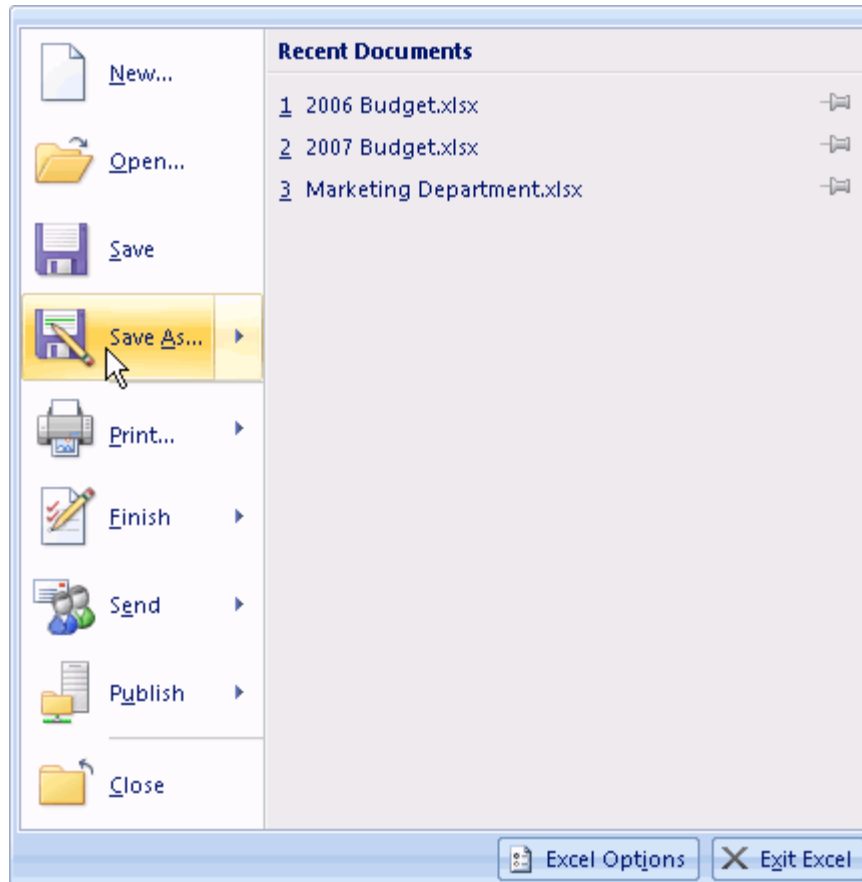 New...
Open...
Save
Save As...
Print...
Finish
Send
Publish
Close
Recent Documents
1 2006 Budget.xlsx
2 2007 Budget.xlsx
3 Marketing Department.xlsx
Excel Options
Exit Excel